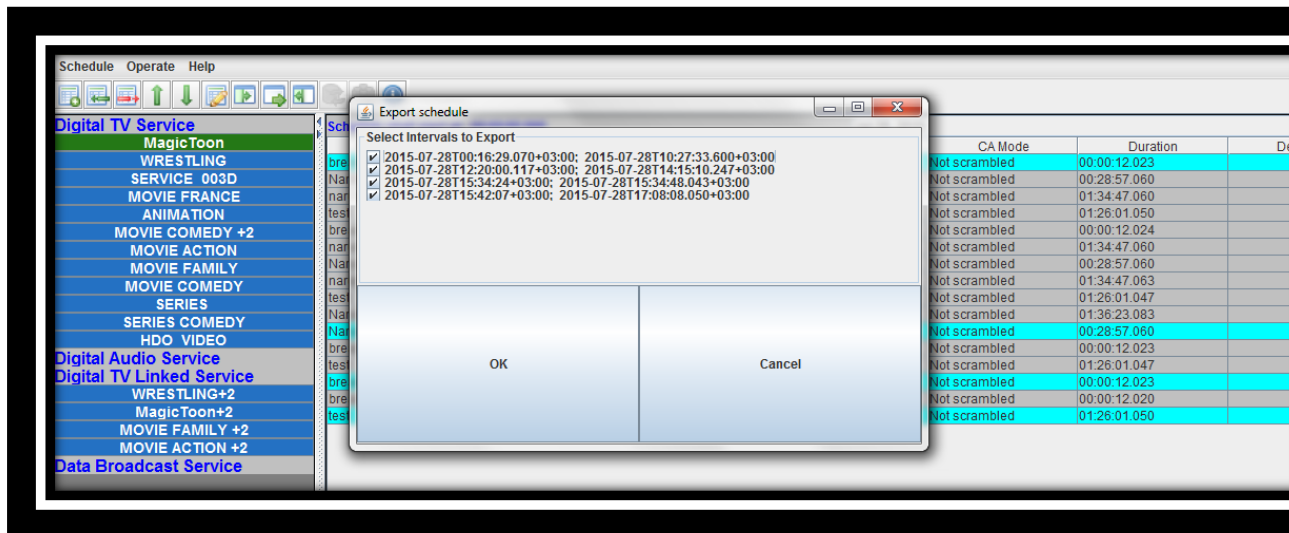 Schedule Operate Help
Export schedule
Select Intervals to Export
2015-07-28T00:16:29.070+03:00; 2015-07-28T10:27:33.600+03:00
2015-07-28T12:20:00.117+03:00; 2015-07-28T14:15:10.247+03:00
2015-07-28T15:34:24+03:00; 2015-07-28T15:34:48.043+03:00
2015-07-28T15:42:07+03:00; 2015-07-28T17:08:08.050+03:00
OK Cancel
Digital TV Service
MagicToon
WRESTLING
SERVICE 003D
MOVIE FRANCE
ANIMATION
MOVIE COMEDY +2
MOVIE ACTION
MOVIE FAMILY
MOVIE COMEDY
SERIES
SERIES COMEDY
HDO VIDEO
Digital Audio Service
Digital TV Linked Service
WRESTLING+2
MagicToon+2
MOVIE FAMILY +2
MOVIE ACTION +2
Data Broadcast Service
CA Mode Duration
Not scrambled 00:00:12.023
Not scrambled 00:28:57.060
Not scrambled 01:34:47.060
Not scrambled 01:26:01.050
Not scrambled 00:00:12.024
Not scrambled 01:34:47.060
Not scrambled 00:28:57.060
Not scrambled 01:34:47.063
Not scrambled 01:26:01.047
Not scrambled 01:36:23.083
Not scrambled 00:28:57.060
Not scrambled 00:00:12.023
Not scrambled 01:26:01.047
Not scrambled 00:00:12.023
Not scrambled 00:00:12.020
Not scrambled 01:26:01.050